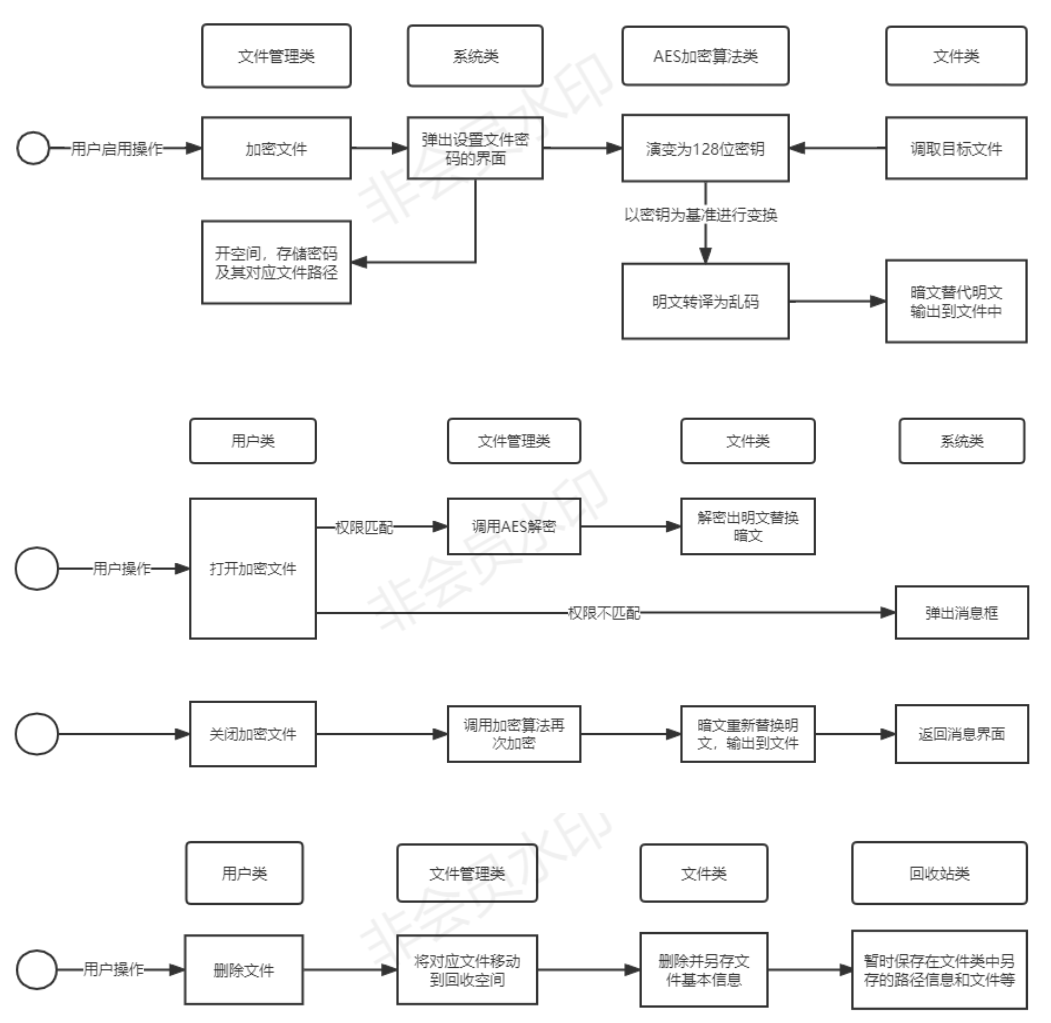 文件管理类
系统类
AES加密算法类
文件类
用户启用操作
加密文件
弹出设置文件密
码的界面
演变为128位密钥
调取目标文件
以密钥为基准进行变换
开空间，存储密码
及其对应文件路径
明文转译为乱码
暗文替代明文
输出到文件中
非会员水印
用户类
文件管理类
文件类
系统类
用户操作
打开加密文件
权限匹配
调用AES解密
解密出明文替换
暗文
权限不匹配
弹出消息框
非会员水印
关闭加密文件
调用加密算法再
次加密
暗文重新替换明
文，输出到文件
返回消息界面
用户类
文件管理类
文件类
回收站类
用户操作
删除文件
将对应文件移动
到回收空间
删除并另存文
件基本信息
暂时保存在文件类中另
存的路径信息和文件等
非会员水印